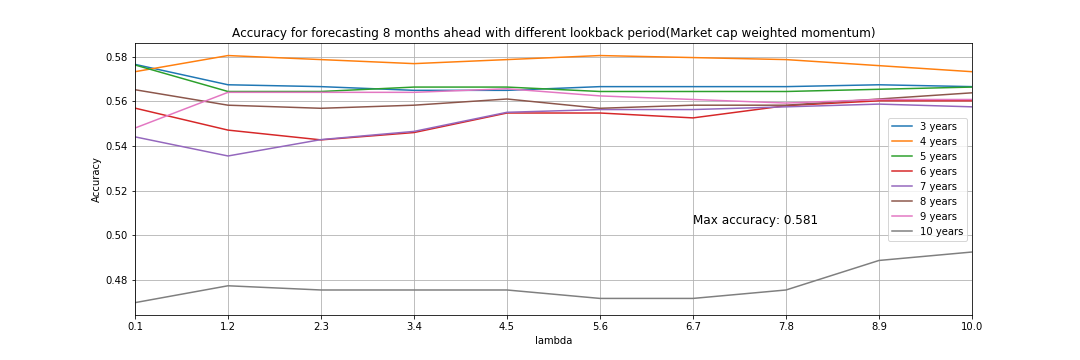 Accuracy for forecasting 8 months ahead with different lookback period(Market cap weighted momentum)
0.58
0.56
0.54
0.52
0.50
0.48
Accuracy
Max accuracy: 0.581
3 years
4 years
5 years
6 years
7 years
8 years
9 years
10 years
0.1 1.2 2.3 3.4 4.5 5.6 6.7 7.8 8.9 10.0
lambda